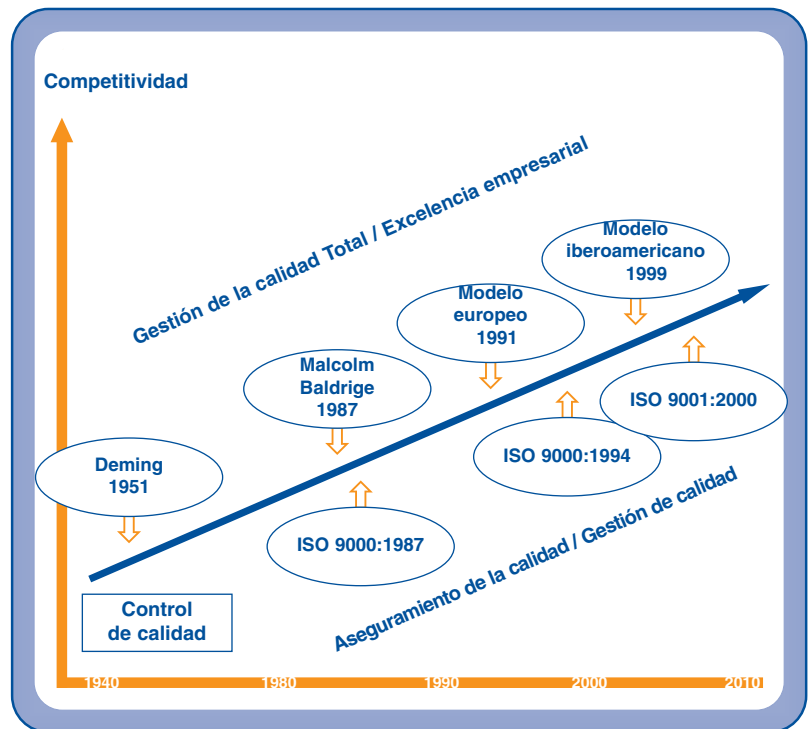 Competitividad
Gestión de la calidad Total / Excelencia empresarial
Modelo
iberoamericano
1999
Modelo
europeo
1991
Malcolm
Baldrige
1987
Deming
1951
ISO 9001:2000
ISO 9000:1994
ISO 9000:1987
Aseguramiento de la calidad / Gestión de calidad
Control
de calidad
1940 1980 1990 2000 2010